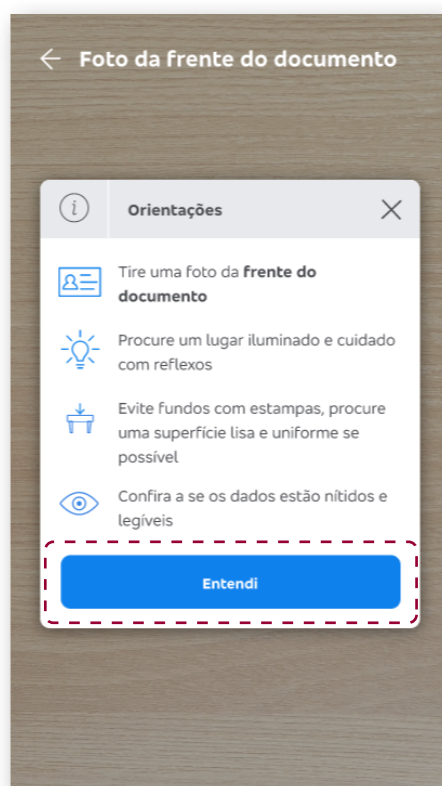 Foto da frente do documento
Orientações
Tire uma foto da frente do
documento
Procure um lugar iluminado e cuidado
com reflexos
Evite fundos com estampas, procure
uma superfície lisa e uniforme se
possível
Confira a se os dados estão nítidos e
legíveis
Entendi